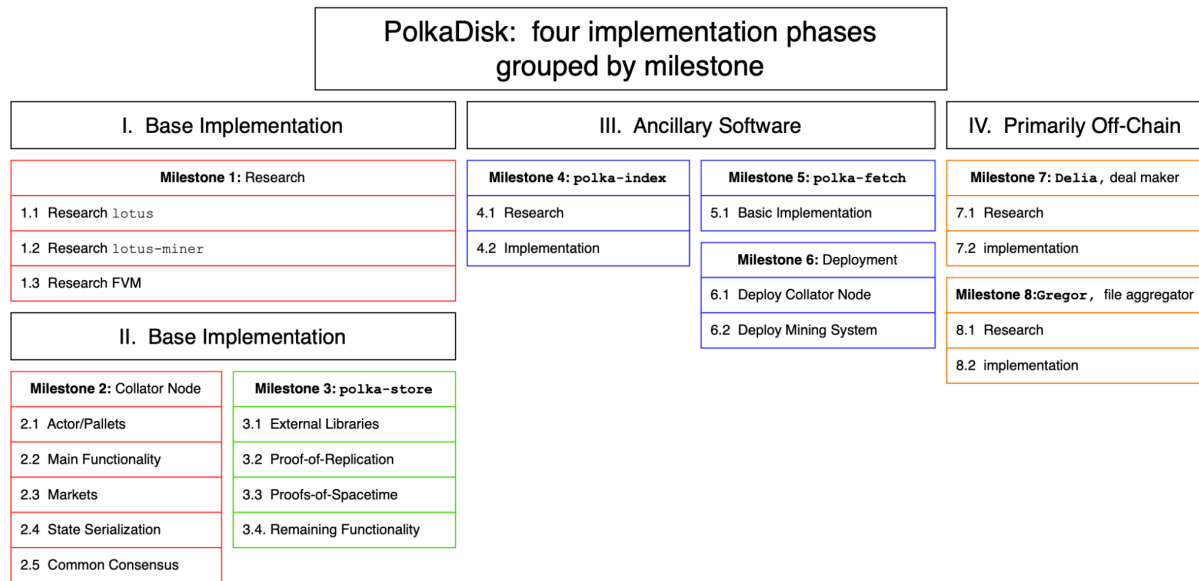 PolkaDisk: four implementation phases
grouped by milestone
I. Base Implementation
Milestone 1: Research
1.1 Research lotus
1.2 Research lotus-miner
1.3 Research FVM
II. Base Implementation
Milestone 2: Collator Node
2.1 Actor/Pallets
2.2 Main Functionality
2.3 Markets
2.4 State Serialization
2.5 Common Consensus
Milestone 3: polka-store
3.1 External Libraries
3.2 Proof-of-Replication
3.3 Proofs-of-Spacetime
3.4. Remaining Functionality
III. Ancillary Software
Milestone 4: polka-index
4.1 Research
4.2 Implementation
Milestone 5: polka-fetch
5.1 Basic Implementation
Milestone 6: Deployment
6.1 Deploy Collator Node
6.2 Deploy Mining System
IV. Primarily Off-Chain
Milestone 7: Delia, deal maker
7.1 Research
7.2 implementation
Milestone 8:Gregor, file aggregator
8.1 Research
8.2 implementation